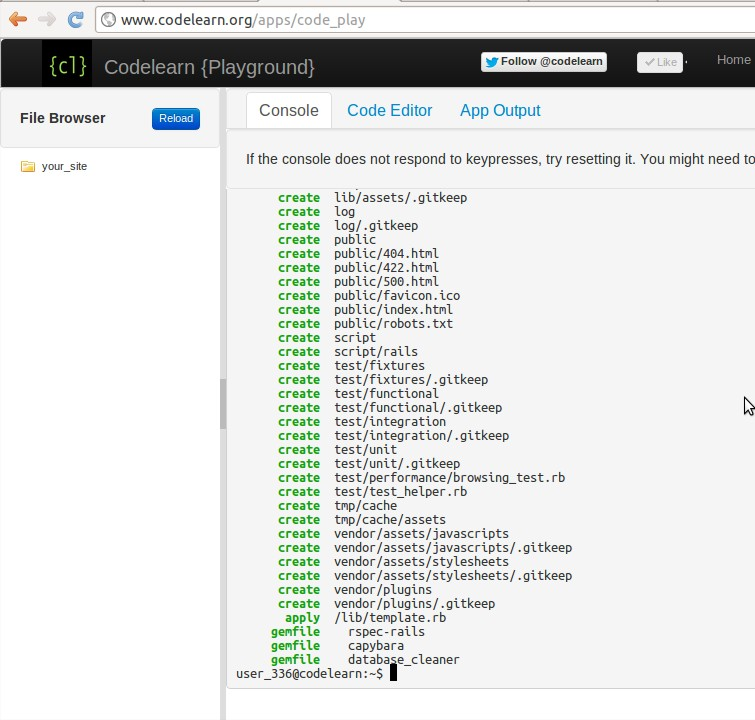 www.codelearn.org/apps/code_play
{cl} Codelearn {Playground} Follow @codelearn Like Home
File Browser Reload
your_site
Console Code Editor App Output
If the console does not respond to keypresses, try resetting it. You might need to
create lib/assets/.gitkeep
create log
create log/.gitkeep
create public
create public/404.html
create public/422.html
create public/500.html
create public/favicon.ico
create public/index.html
create public/robots.txt
create script
create script/rails
create test/fixtures
create test/fixtures/.gitkeep
create test/functional
create test/functional/.gitkeep
create test/integration
create test/integration/.gitkeep
create test/unit
create test/unit/.gitkeep
create test/performance/browsing_test.rb
create test/test_helper.rb
create tmp/cache
create tmp/cache/assets
create vendor/assets/javascripts
create vendor/assets/javascripts/.gitkeep
create vendor/assets/stylesheets
create vendor/assets/stylesheets/.gitkeep
create vendor/plugins
create vendor/plugins/.gitkeep
apply /lib/template.rb
gemfile rspec-rails
gemfile capybara
gemfile database_cleaner
user_336@codelearn:~$